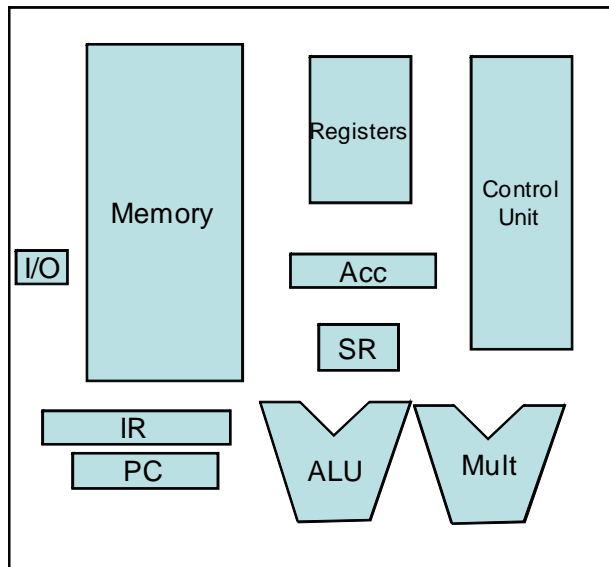 Registers
Memory
Control
Unit
I/O
Acc
SR
IR
PC
ALU
Mult